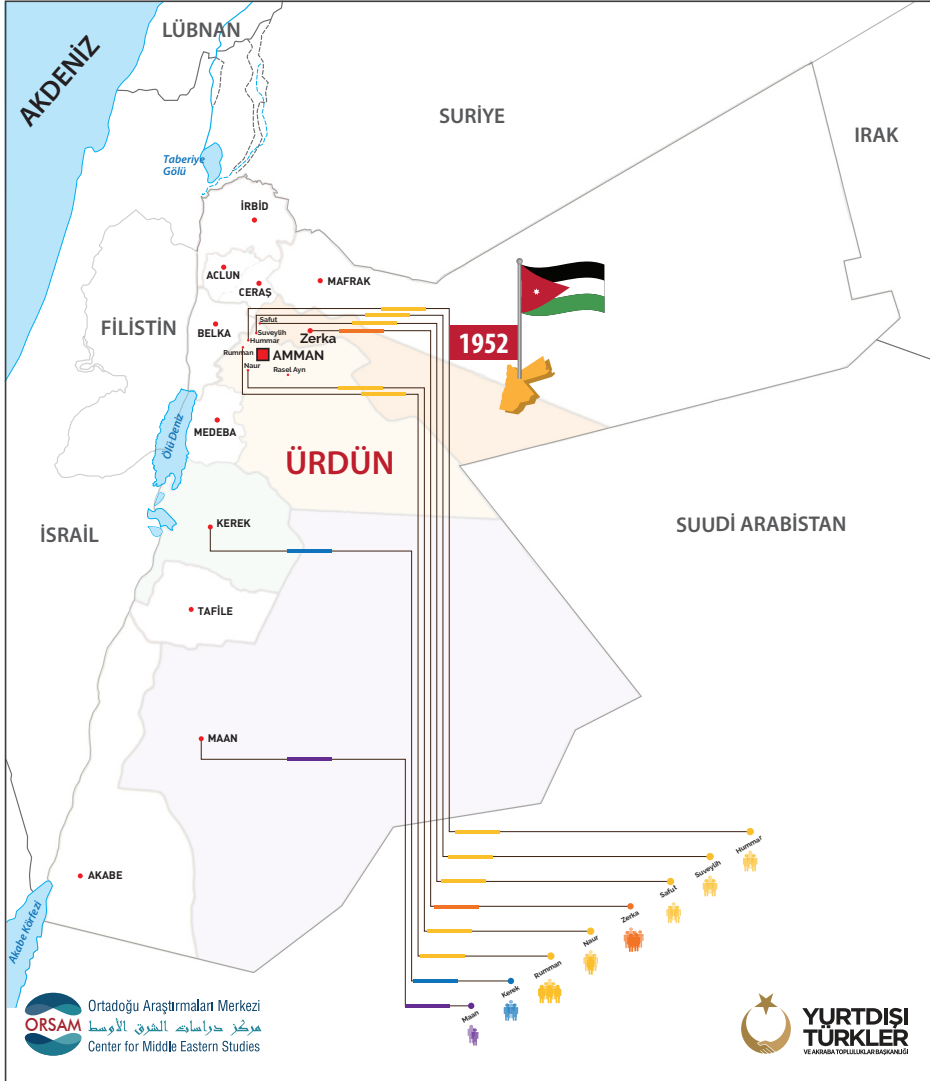 LÜBNAN
AKDENİZ
SURİYE
IRAK
Taberiye
Gölü
İRBİD
ACLUN
CERAŞ
MAFRAK
FİLİSTİN
BELKA
Safut
Suveylih
Hummar
Zerka
1952
Rumman
AMMAN
Naur
Rasel Ayn
Ölü Deniz
MEDEBA
ÜRDÜN
İSRAİL
KEREK
SUUDİ ARABİSTAN
TAFİLE
MAAN
AKABE
Akabe Körfezi
Hummar
Suveylih
Safut
Zerka
Naur
Rumman
Kerek
Maan
ORSAM
Ortadoğu Araştırmaları Merkezi
مركز دراسات الشرق الأوسط
Center for Middle Eastern Studies
YURTDIŞI
TÜRKLER
VE AKRABA TOPLULUKLAR BAŞKANLIĞI